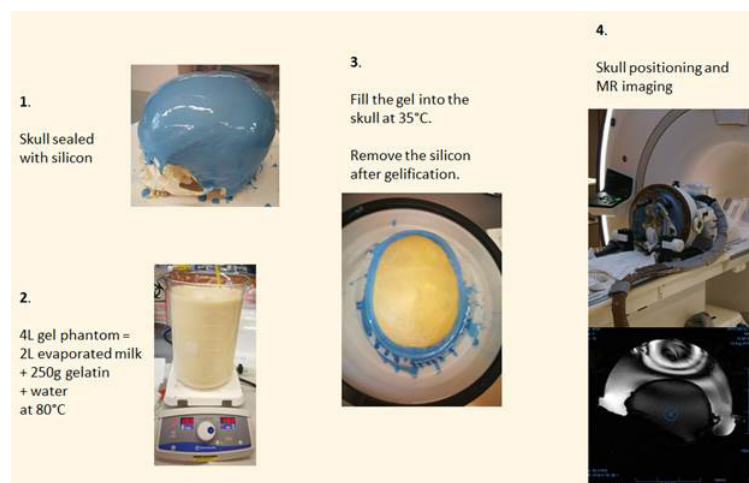 1.
Skull sealed
with silicon
2.
4L gel phantom =
2L evaporated milk
+ 250g gelatin
+ water
at 80°C
3.
Fill the gel into the
skull at 35°C.
Remove the silicon
after gelification.
4.
Skull positioning and
MR imaging